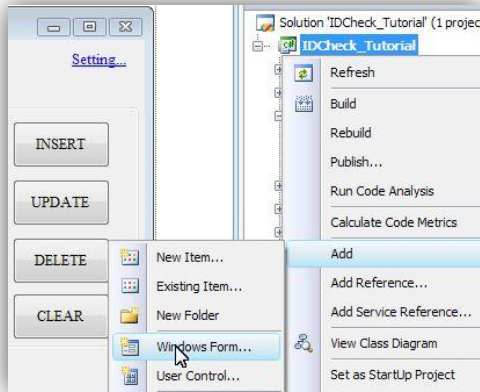 Setting...
INSERT
UPDATE
DELETE
CLEAR
Solution 'IDCheck_Tutorial' (1 projec
IDCheck_Tutorial
Refresh
Build
Rebuild
Publish...
Run Code Analysis
Calculate Code Metrics
Add
Add Reference...
Add Service Reference...
View Class Diagram
Set as StartUp Project
New Item...
Existing Item...
New Folder
Windows Form...
User Control...